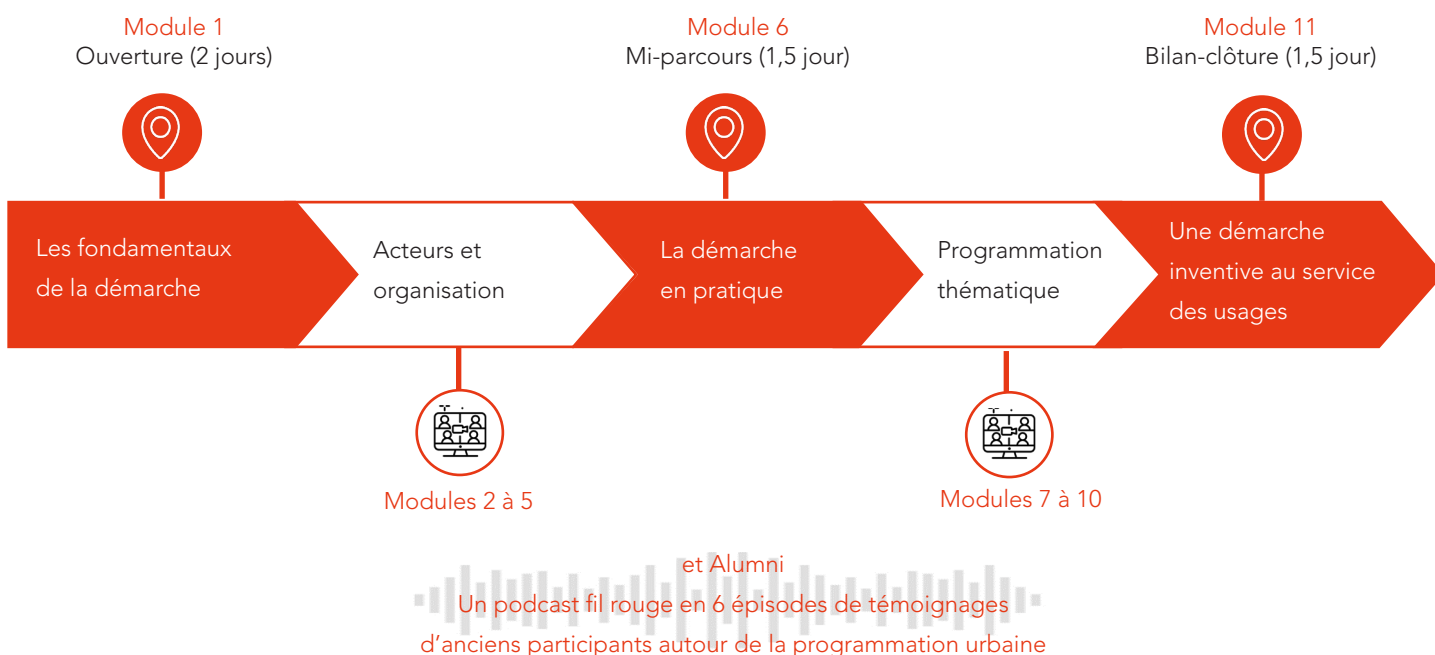 Module 1
Ouverture (2 jours)
Module 6
Mi-parcours (1,5 jour)
Module 11
Bilan-clôture (1,5 jour)
Les fondamentaux
de la démarche
Acteurs et
organisation
La démarche
en pratique
Programmation
thématique
Une démarche
inventive au service
des usages
Modules 2 à 5
Modules 7 à 10
et Alumni
Un podcast fil rouge en 6 épisodes de témoignages
d’anciens participants autour de la programmation urbaine